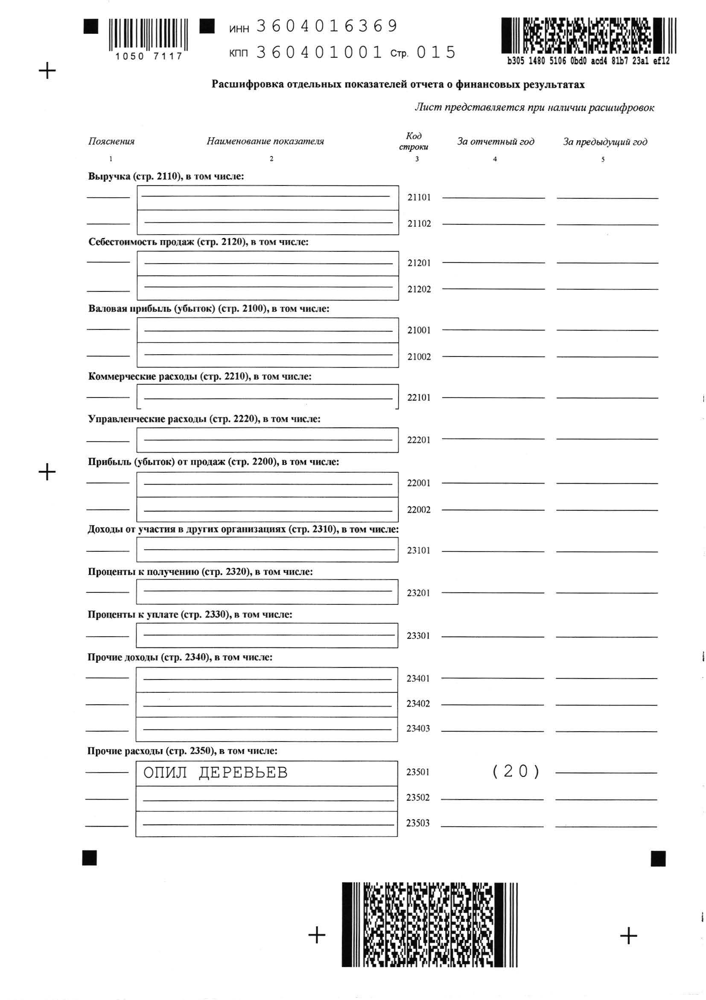 ИНН 3604016369
1050 7117
КПП 360401001 Стр. 015
b305 1480 5106 0bd0 acd4 81b7 23a1 ef12
Расшифровка отдельных показателей отчета о финансовых результатах
Лист представляется при наличии расшифровок
Пояснения Наименование показателя Код строки За отчетный год За предыдущий год
1 2 3 4 5
Выручка (стр. 2110), в том числе:
21101
21102
Себестоимость продаж (стр. 2120), в том числе:
21201
21202
Валовая прибыль (убыток) (стр. 2100), в том числе:
21001
21002
Коммерческие расходы (стр. 2210), в том числе:
22101
Управленческие расходы (стр. 2220), в том числе:
22201
Прибыль (убыток) от продаж (стр. 2200), в том числе:
22001
22002
Доходы от участия в других организациях (стр. 2310), в том числе:
23101
Проценты к получению (стр. 2320), в том числе:
23201
Проценты к уплате (стр. 2330), в том числе:
23301
Прочие доходы (стр. 2340), в том числе:
23401
23402
23403
Прочие расходы (стр. 2350), в том числе:
ОПИЛ ДЕРЕВЬЕВ 23501 (20)
23502
23503